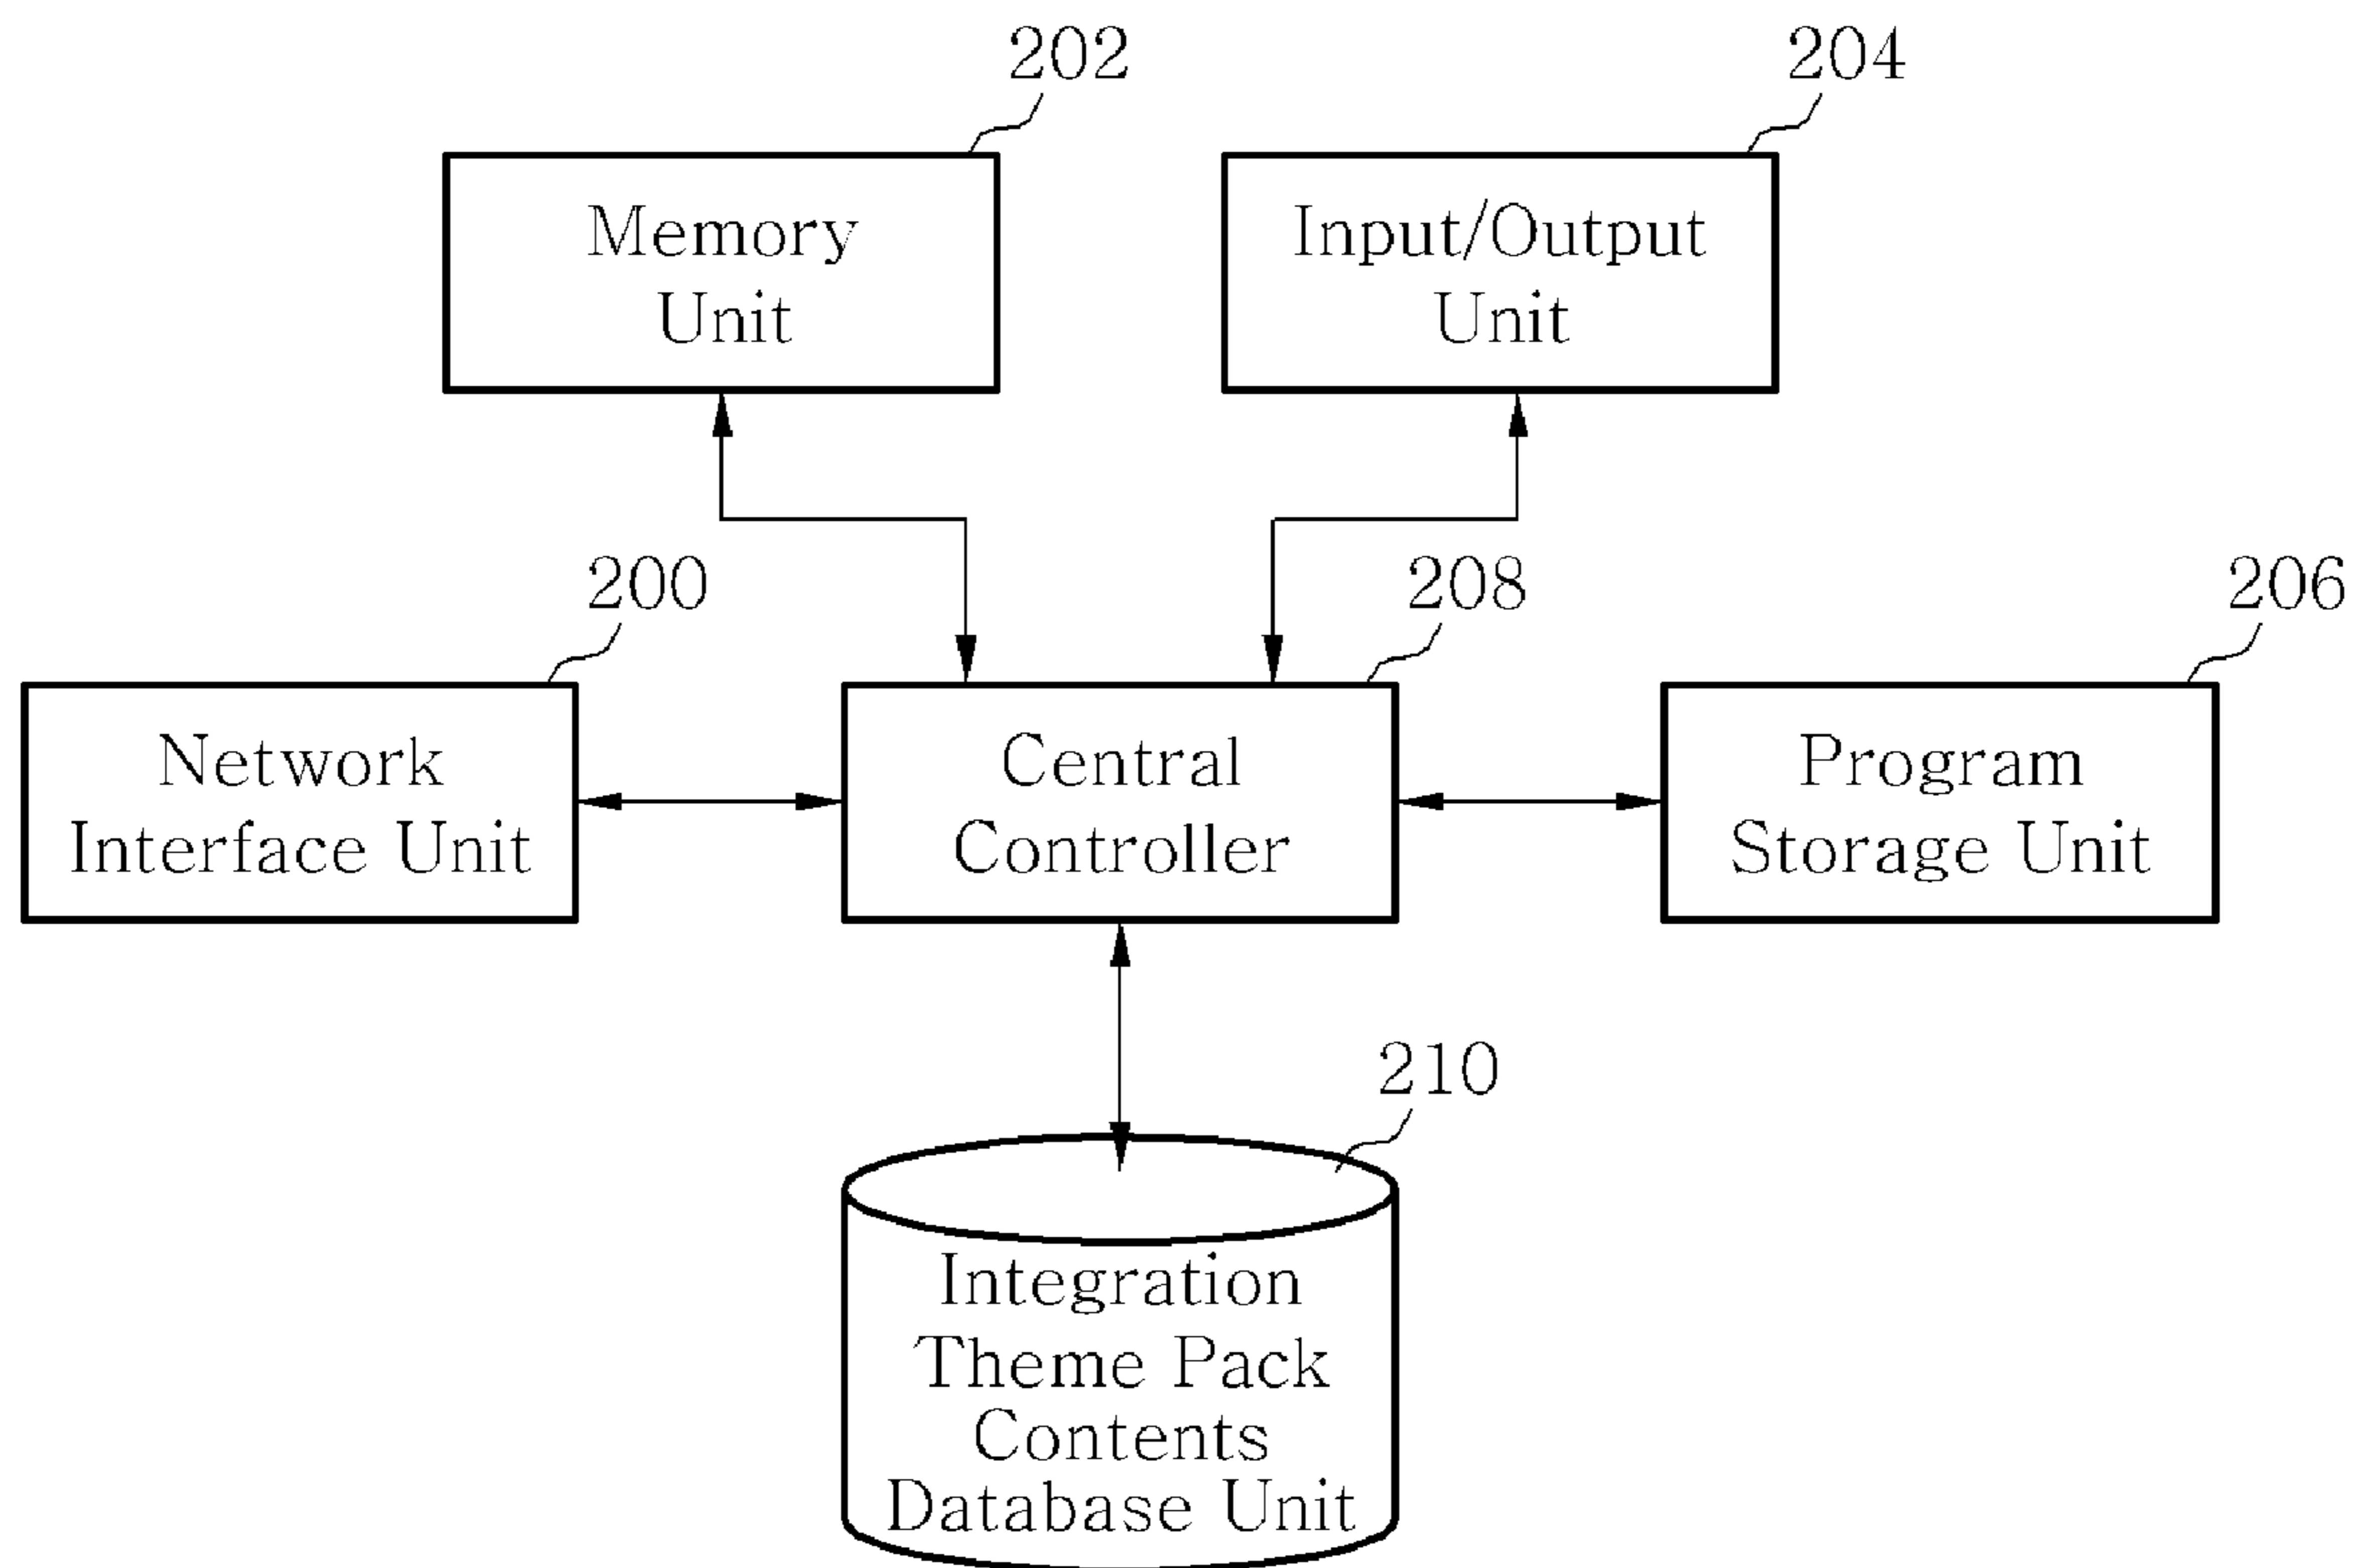 202
204
Memory
Unit
Input/Output
Unit
200
208
206
Network
Interface Unit
Central
Controller
Program
Storage Unit
210
Integration
Theme Pack
Contents
Database Unit